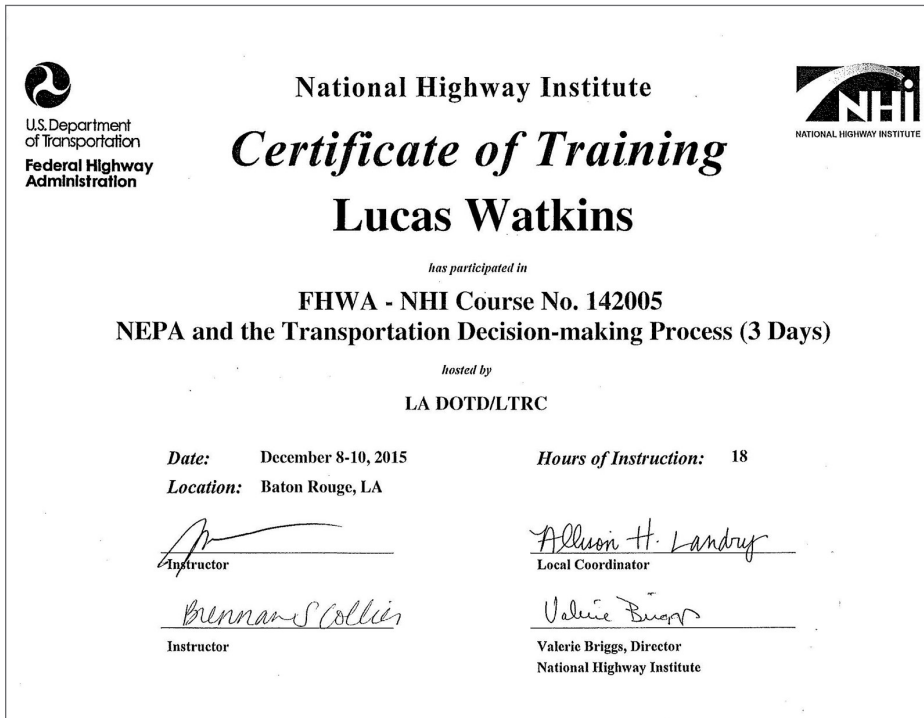 U.S. Department
of Transportation
Federal Highway
Administration
National Highway Institute
NHI
NATIONAL HIGHWAY INSTITUTE
Certificate of Training
Lucas Watkins
has participated in
FHWA - NHI Course No. 142005
NEPA and the Transportation Decision-making Process (3 Days)
hosted by
LA DOTD/LTRC
Date: December 8-10, 2015
Hours of Instruction: 18
Location: Baton Rouge, LA
Instructor
Allison H. Landry
Local Coordinator
Brennan S Collier
Instructor
Valerie Briggs
Valerie Briggs, Director
National Highway Institute